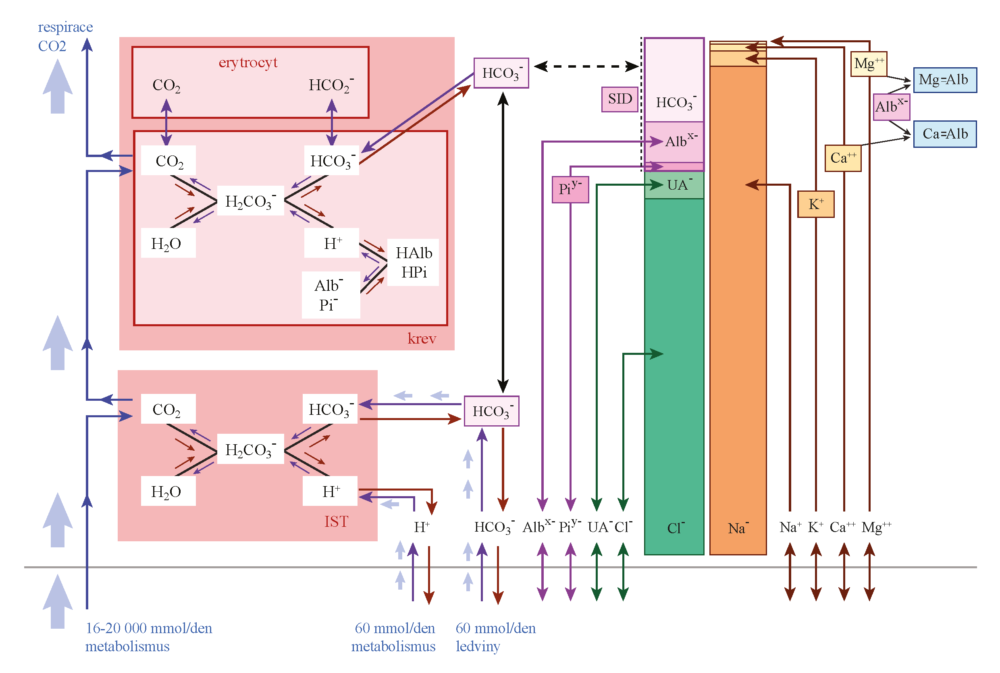 respirace
CO2
erytrocyt
CO₂
HCO₂⁻
CO₂
HCO₃⁻
H₂CO₃⁻
H₂O
H⁺
HAlb
HPi
Alb⁻
Pi⁻
krev
HCO₃⁻
SID
HCO₃⁻
Albˣ⁻
Piʸ⁻
UA⁻
Cl⁻
Na⁻
Mg⁺⁺
Mg=Alb
Albˣ⁻
Ca=Alb
Ca⁺⁺
K⁺
CO₂
HCO₃⁻
HCO₃⁻
H₂CO₃⁻
H₂O
H⁺
IST
H⁺
HCO₃⁻
Albˣ⁻
Piʸ⁻
UA⁻
Cl⁻
Na⁺
K⁺
Ca⁺⁺
Mg⁺⁺
16-20 000 mmol/den
metabolismus
60 mmol/den
metabolismus
60 mmol/den
ledviny